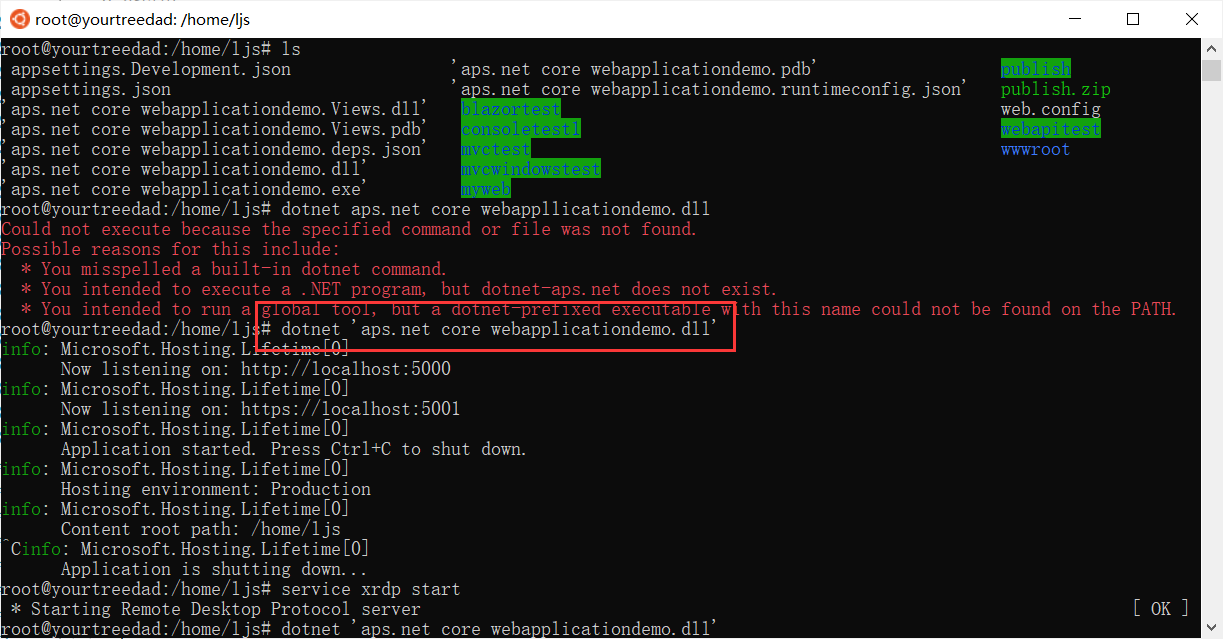 root@yourtreedad: /home/ljs
root@yourtreedad:/home/ljs# ls
appsettings.Development.json 'aps.net core webapplicationdemo.pdb' publish
appsettings.json 'aps.net core webapplicationdemo.runtimeconfig.json' publish.zip
'aps.net core webapplicationdemo.Views.dll' blazortest web.config
'aps.net core webapplicationdemo.Views.pdb' consoletest1 webapitest
'aps.net core webapplicationdemo.deps.json' mvctest wwwroot
'aps.net core webapplicationdemo.dll' mvcwindowstest
'aps.net core webapplicationdemo.exe' myweb
root@yourtreedad:/home/ljs# dotnet aps.net core webappllicationdemo.dll
Could not execute because the specified command or file was not found.
Possible reasons for this include:
* You misspelled a built-in dotnet command.
* You intended to execute a .NET program, but dotnet-aps.net does not exist.
* You intended to run a global tool, but a dotnet-prefixed executable with this name could not be found on the PATH.
root@yourtreedad:/home/ljs# dotnet 'aps.net core webapplicationdemo.dll'
info: Microsoft.Hosting.Lifetime[0]
Now listening on: http://localhost:5000
info: Microsoft.Hosting.Lifetime[0]
Now listening on: https://localhost:5001
info: Microsoft.Hosting.Lifetime[0]
Application started. Press Ctrl+C to shut down.
info: Microsoft.Hosting.Lifetime[0]
Hosting environment: Production
info: Microsoft.Hosting.Lifetime[0]
Content root path: /home/ljs
^Cinfo: Microsoft.Hosting.Lifetime[0]
Application is shutting down...
root@yourtreedad:/home/ljs# service xrdp start
* Starting Remote Desktop Protocol server [ OK ]
root@yourtreedad:/home/ljs# dotnet 'aps.net core webapplicationdemo.dll'